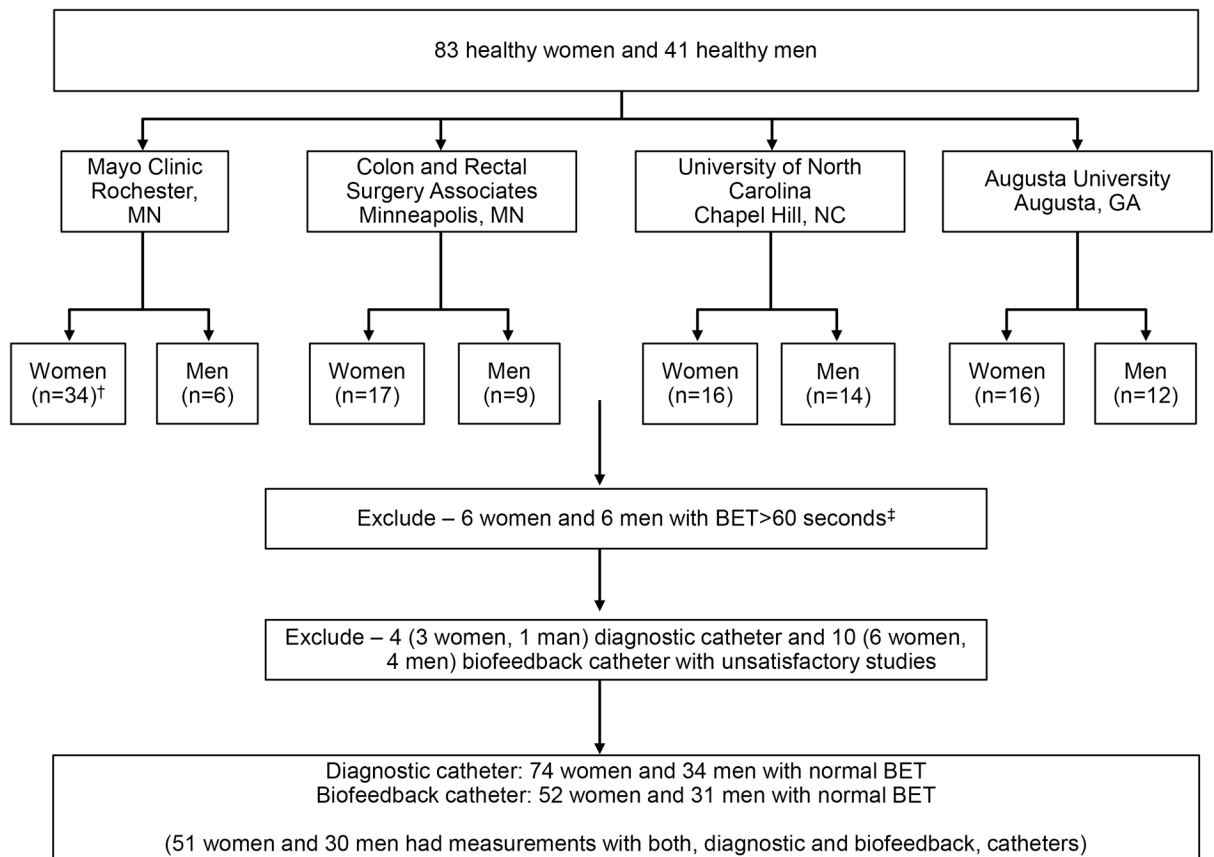 83 healthy women and 41 healthy men
Mayo Clinic
Rochester,
MN
Colon and Rectal
Surgery Associates
Minneapolis, MN
University of North
Carolina
Chapel Hill, NC
Augusta University
Augusta, GA
Women
(n=34)†
Men
(n=6)
Women
(n=17)
Men
(n=9)
Women
(n=16)
Men
(n=14)
Women
(n=16)
Men
(n=12)
Exclude – 6 women and 6 men with BET>60 seconds‡
Exclude – 4 (3 women, 1 man) diagnostic catheter and 10 (6 women,
4 men) biofeedback catheter with unsatisfactory studies
Diagnostic catheter: 74 women and 34 men with normal BET
Biofeedback catheter: 52 women and 31 men with normal BET
(51 women and 30 men had measurements with both, diagnostic and biofeedback, catheters)